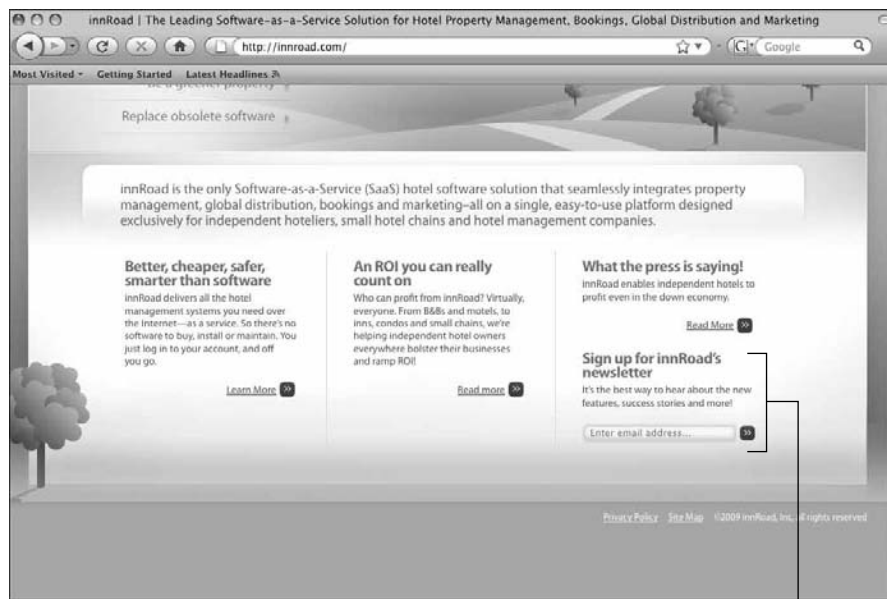 innRoad | The Leading Software-as-a-Service Solution for Hotel Property Management, Bookings, Global Distribution and Marketing
http://innroad.com/
Google
Most Visited
Getting Started
Latest Headlines
be a greener property
Replace obsolete software
innRoad is the only Software-as-a-Service (SaaS) hotel software solution that seamlessly integrates property
management, global distribution, bookings and marketing–all on a single, easy-to-use platform designed
exclusively for independent hoteliers, small hotel chains and hotel management companies.
Better, cheaper, safer,
smarter than software
innRoad delivers all the hotel
management systems you need over
the Internet—as a service. So there's no
software to buy, install or maintain. You
just log in to your account, and off
you go.
Learn More
An ROI you can really
count on
Who can profit from innRoad? Virtually,
everyone. From B&Bs and motels, to
inns, condos and small chains, we're
helping independent hotel owners
everywhere bolster their businesses
and ramp ROI!
Read more
What the press is saying!
innRoad enables independent hotels to
profit even in the down economy.
Read More
Sign up for innRoad's
newsletter
It's the best way to hear about the new
features, success stories and more!
Enter email address...
Privacy Policy
Site Map
©2009 innRoad, Inc. all rights reserved